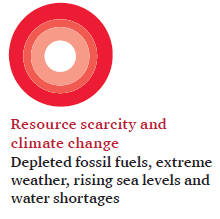 Resource scarcity and
climate change
Depleted fossil fuels, extreme
weather, rising sea levels and
water shortages